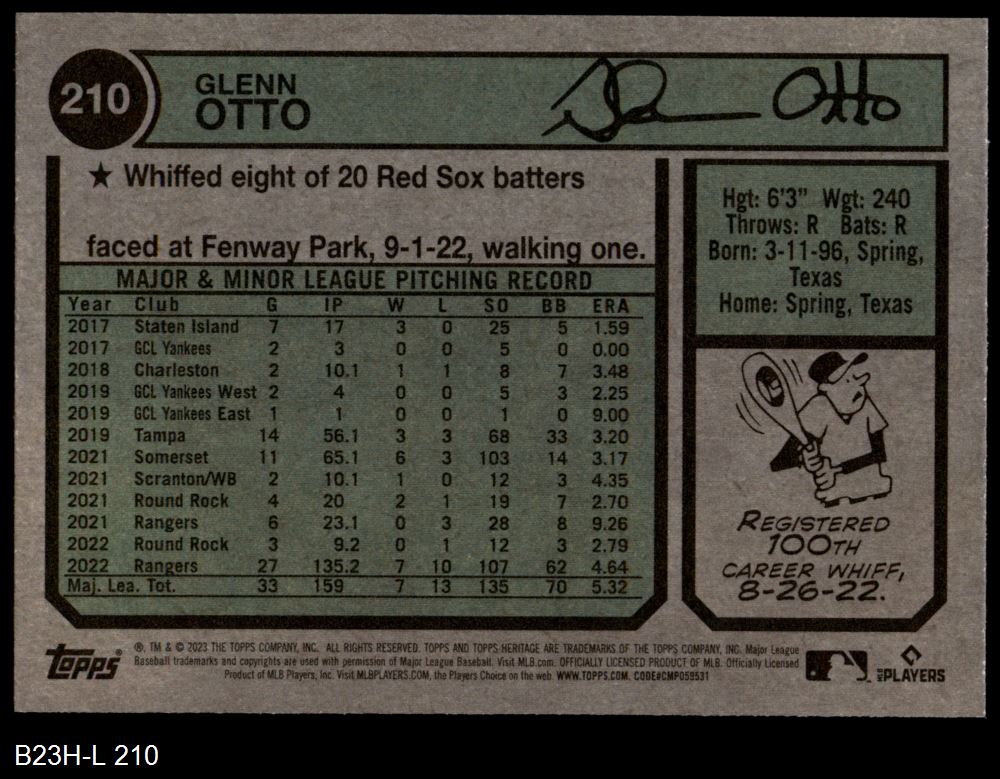 210
GLENN
OTTO
Glenn Otto
★ Whiffed eight of 20 Red Sox batters
faced at Fenway Park, 9-1-22, walking one.
Hgt: 6'3" Wgt: 240
Throws: R Bats: R
Born: 3-11-96, Spring,
Texas
Home: Spring, Texas
MAJOR & MINOR LEAGUE PITCHING RECORD
Year Club G IP W L SO BB ERA
2017 Staten Island 7 17 3 0 25 5 1.59
2017 GCL Yankees 2 3 0 0 5 0 0.00
2018 Charleston 2 10.1 1 1 8 7 3.48
2019 GCL Yankees West 2 4 0 0 5 3 2.25
2019 GCL Yankees East 1 1 0 0 1 0 9.00
2019 Tampa 14 56.1 3 3 68 33 3.20
2021 Somerset 11 65.1 6 3 103 14 3.17
2021 Scranton/WB 2 10.1 1 0 12 3 4.35
2021 Round Rock 4 20 2 1 19 7 2.70
2021 Rangers 6 23.1 0 3 28 8 9.26
2022 Round Rock 3 9.2 0 1 12 3 2.79
2022 Rangers 27 135.2 7 10 107 62 4.64
Maj. Lea. Tot. 33 159 7 13 135 70 5.32
REGISTERED
100TH
CAREER WHIFF,
8-26-22.
TOPPS®
®, TM & © 2023 THE TOPPS COMPANY, INC. ALL RIGHTS RESERVED. TOPPS AND TOPPS HERITAGE ARE TRADEMARKS OF THE TOPPS COMPANY, INC. Major League
Baseball trademarks and copyrights are used with permission of Major League Baseball. Visit MLB.com. OFFICIALLY LICENSED PRODUCT OF MLB. Officially Licensed
Product of MLB Players, Inc. Visit MLBPLAYERS.COM, the Players Choice on the web. WWW.TOPPS.COM. CODE#CMP059531
MLB PLAYERS
B23H-L 210